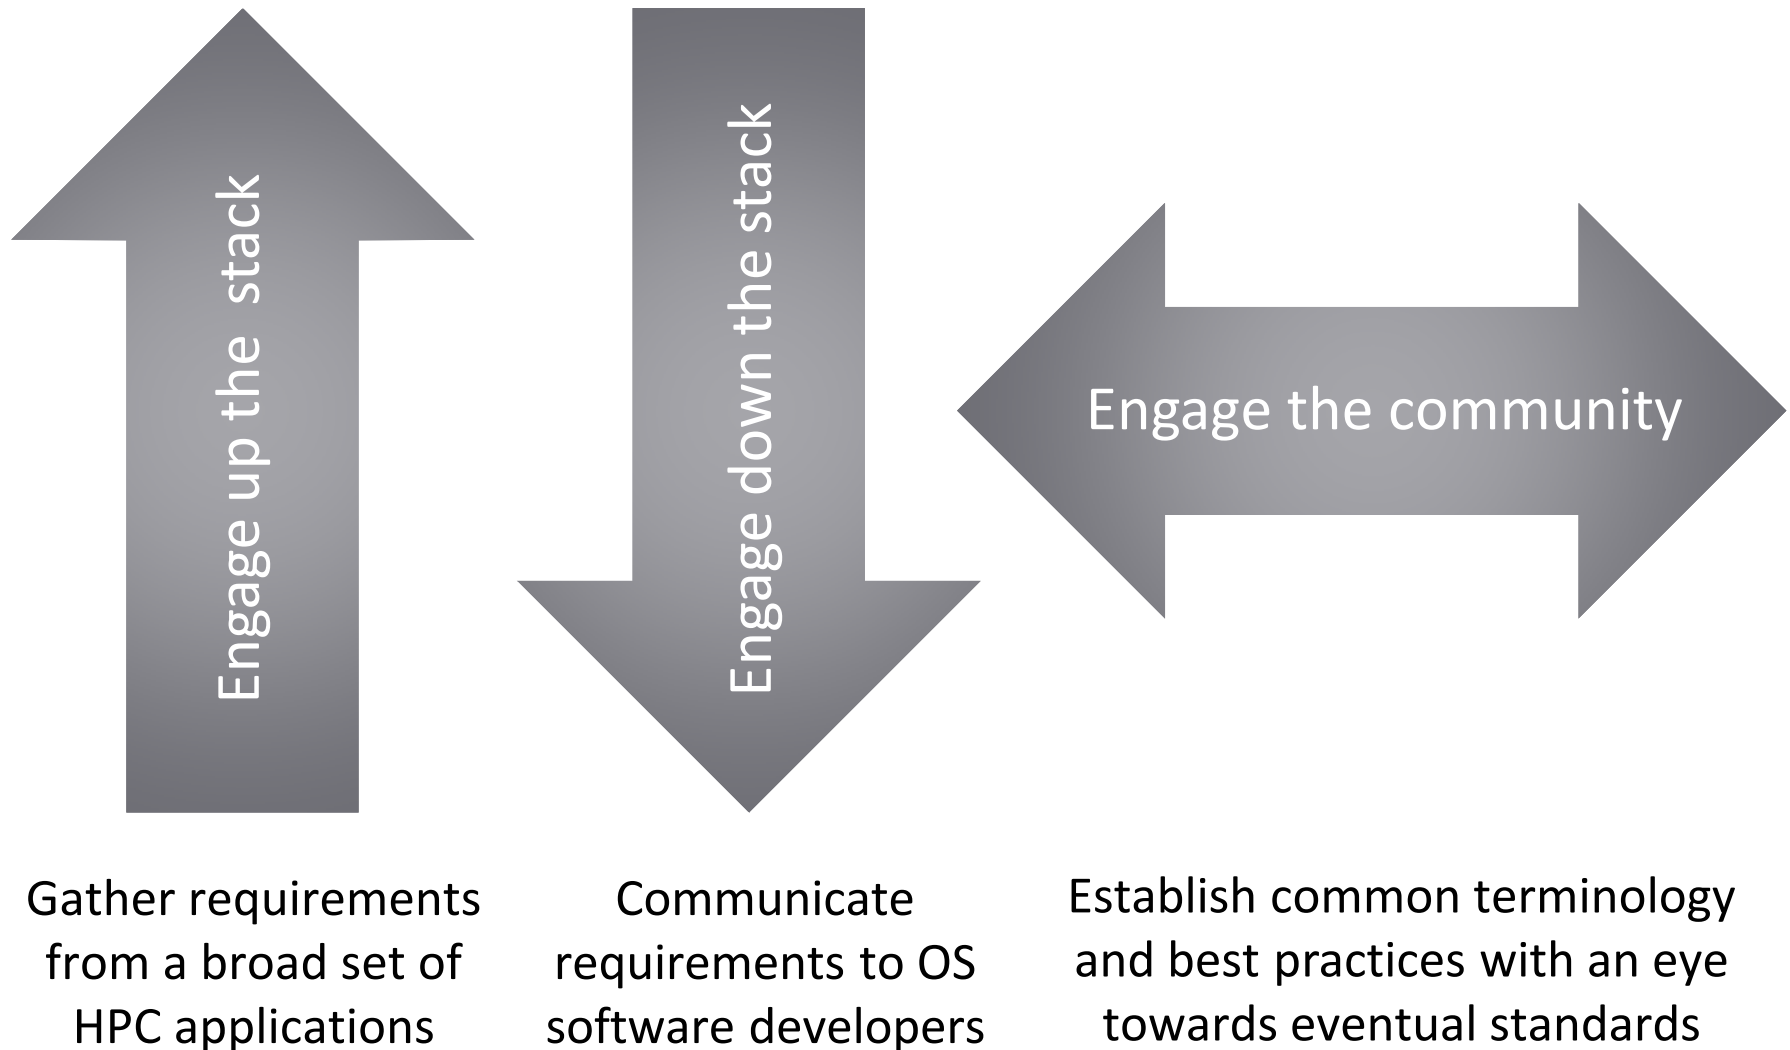 Engage up the stack
Engage down the stack
Engage the community
Gather requirements
from a broad set of
HPC applications
Communicate
requirements to OS
software developers
Establish common terminology
and best practices with an eye
towards eventual standards